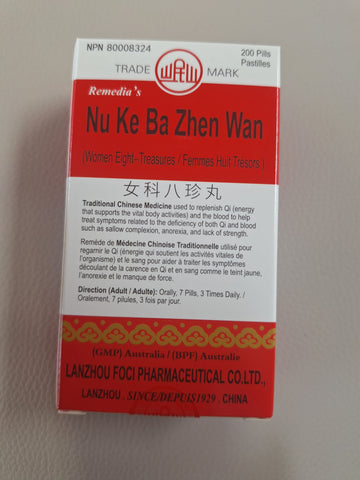 NPN 80008324
200 Pills
Pastilles
TRADE MARK
Remedia's
Nu Ke Ba Zhen Wan
(Women Eight-Treasures / Femmes Huit Tresors)
女科八珍丸
Traditional Chinese Medicine used to replenish Qi (energy
that supports the vital body activities) and the blood to help
treat symptoms related to the deficiency of both Qi and blood
such as sallow complexion, anorexia, and lack of strength.
Remède de Médecine Chinoise Traditionnelle utilisé pour
regarnir le Qi (énergie qui soutient les activités vitales de
l'organisme) et le sang pour aider à traiter les symptômes
découlant de la carence en Qi et en sang comme le teint jaune,
l'anorexie et le manque de force.
Direction (Adult / Adulte): Orally, 7 Pills, 3 Times Daily. /
Oralement, 7 pilules, 3 fois par jour.
(GMP) Australia / (BPF) Australie
LANZHOU FOCI PHARMACEUTICAL CO.LTD.,
LANZHOU . SINCE/DEPUIS1929 . CHINA